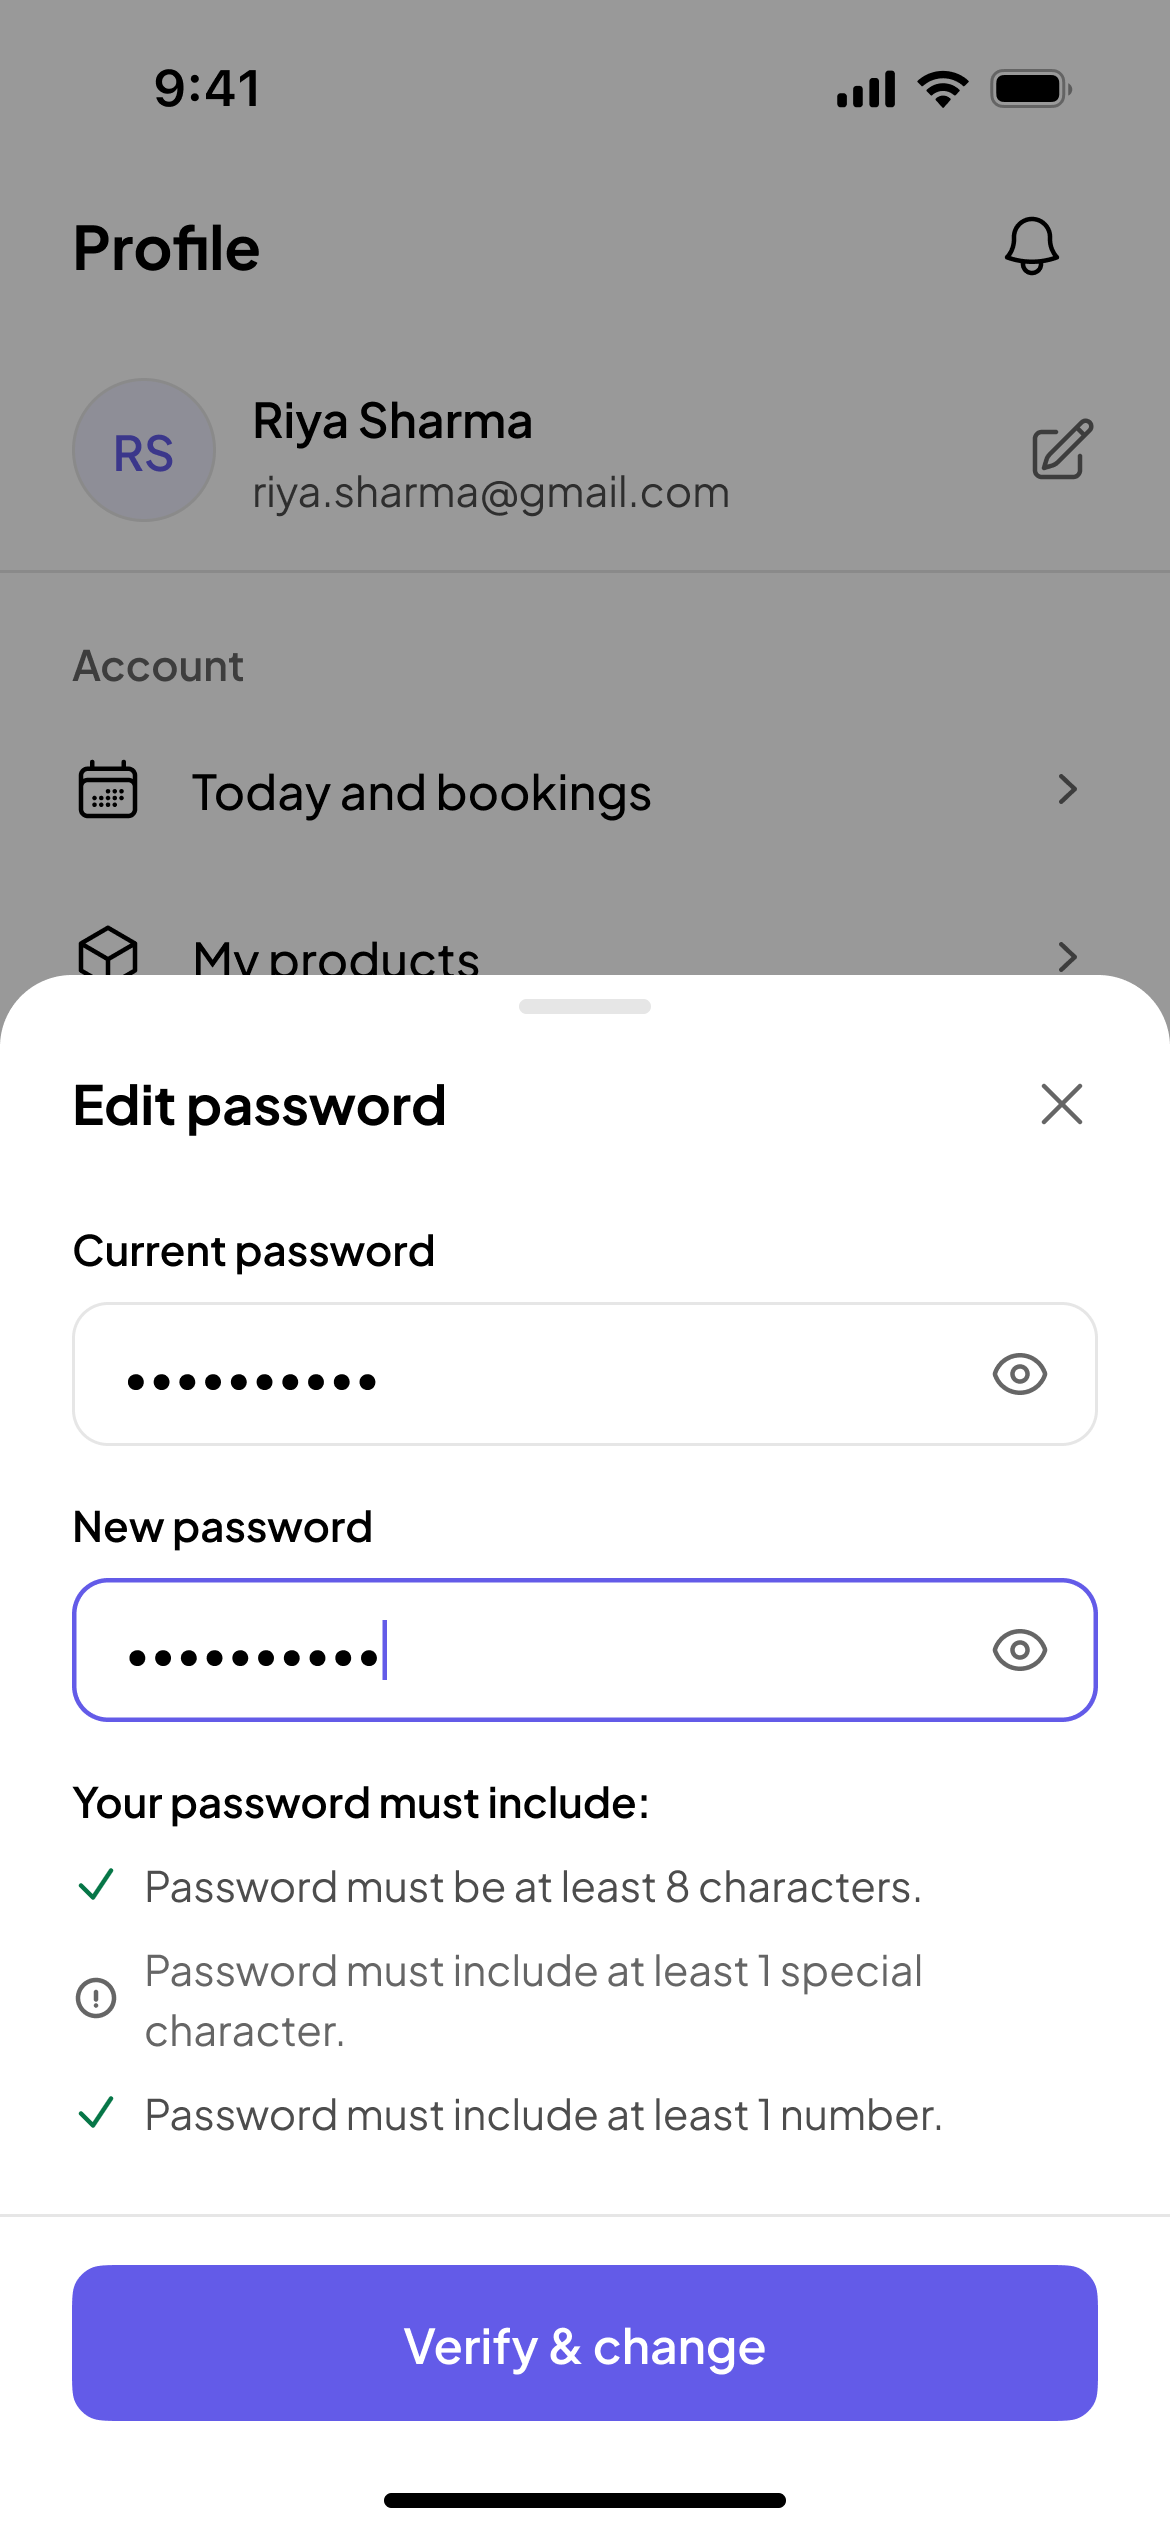 9:41
Profile
RS
Riya Sharma
riya.sharma@gmail.com
Account
Today and bookings
My products
Edit password
Current password
••••••••••
New password
••••••••••
Your password must include:
Password must be at least 8 characters.
Password must include at least 1 special
character.
Password must include at least 1 number.
Verify & change